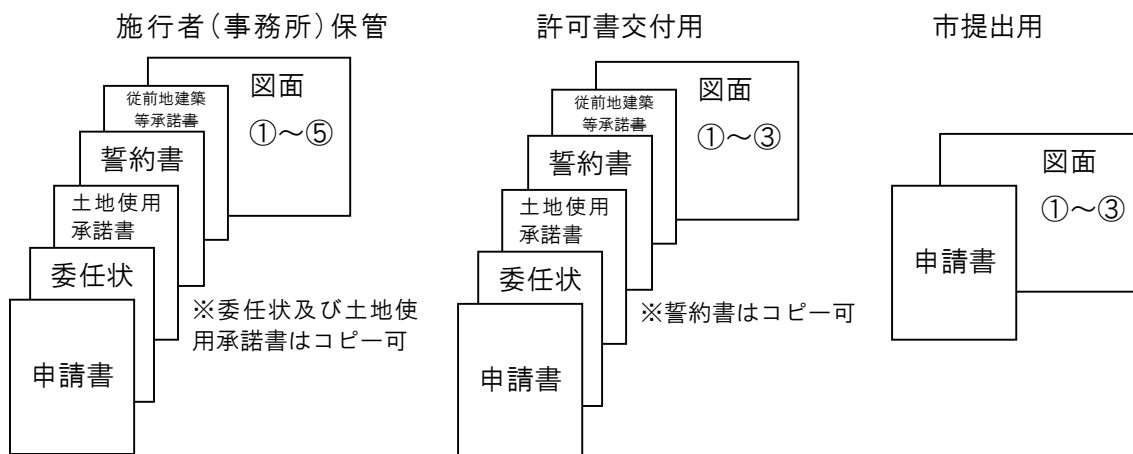 施行者(事務所)保管
図面
①～⑤
従前地建築
等承諾書
誓約書
土地使用
承諾書
委任状
申請書
※委任状及び土地使
用承諾書はコピー可
許可書交付用
図面
①～③
従前地建築
等承諾書
誓約書
土地使用
承諾書
委任状
申請書
※誓約書はコピー可
市提出用
図面
①～③
申請書